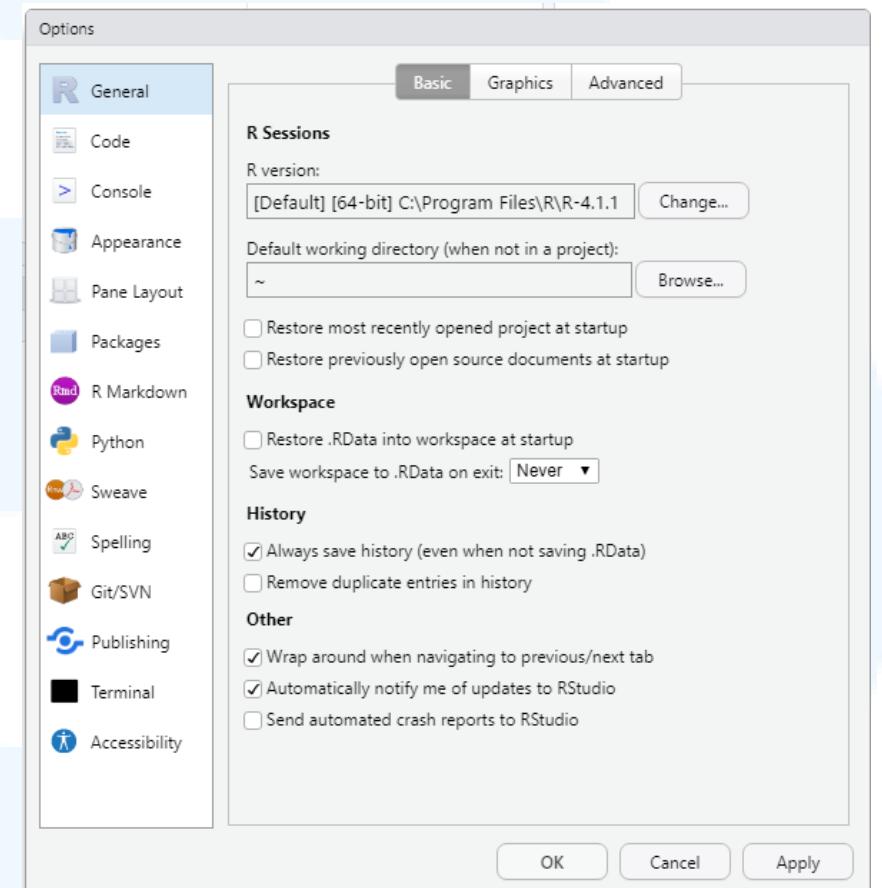 Options
General
Code
Console
Appearance
Pane Layout
Packages
Rmd R Markdown
Python
Sweave
ABC Spelling
Git/SVN
Publishing
Terminal
Accessibility
Basic Graphics Advanced
R Sessions
R version:
[Default] [64-bit] C:\Program Files\R\R-4.1.1 Change...
Default working directory (when not in a project):
~ Browse...
Restore most recently opened project at startup
Restore previously open source documents at startup
Workspace
Restore .RData into workspace at startup
Save workspace to .RData on exit: Never
History
Always save history (even when not saving .RData)
Remove duplicate entries in history
Other
Wrap around when navigating to previous/next tab
Automatically notify me of updates to RStudio
Send automated crash reports to RStudio
OK Cancel Apply